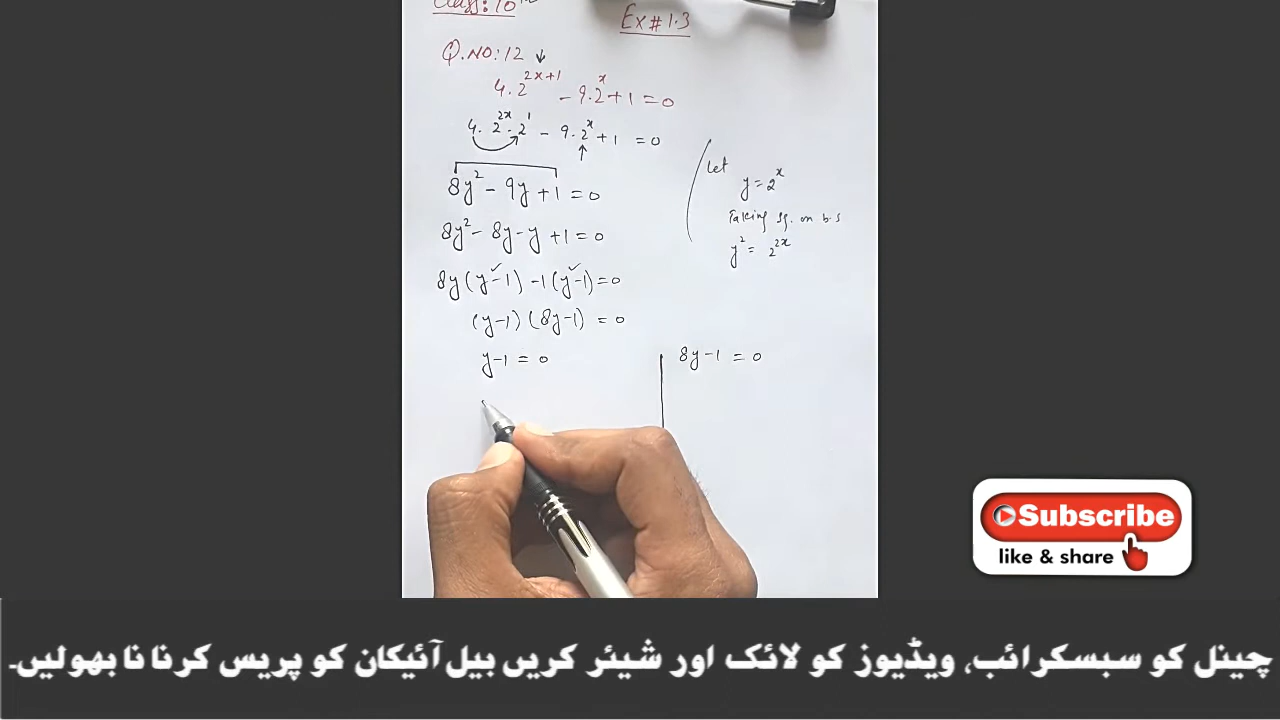 Class: 10th
Ex # 1.3
Q.NO: 12 ↓
4.2^{2x+1} - 9.2^x + 1 = 0
4. 2^{2x}. 2^1 - 9. 2^x + 1 = 0
8y² - 9y + 1 = 0
8y² - 8y - y + 1 = 0
8y (y-1) - 1 (y-1) = 0
(y-1) (8y-1) = 0
y-1 = 0
8y-1 = 0
Let
y = 2^x
Taking sq. on b.s
y² = 2^{2x}
Subscribe
like & share
چینل کو سبسکرائب، ویڈیوز کو لائک اور شیئر کریں بیل آئیکان کو پریس کرنا نا بھولیں۔